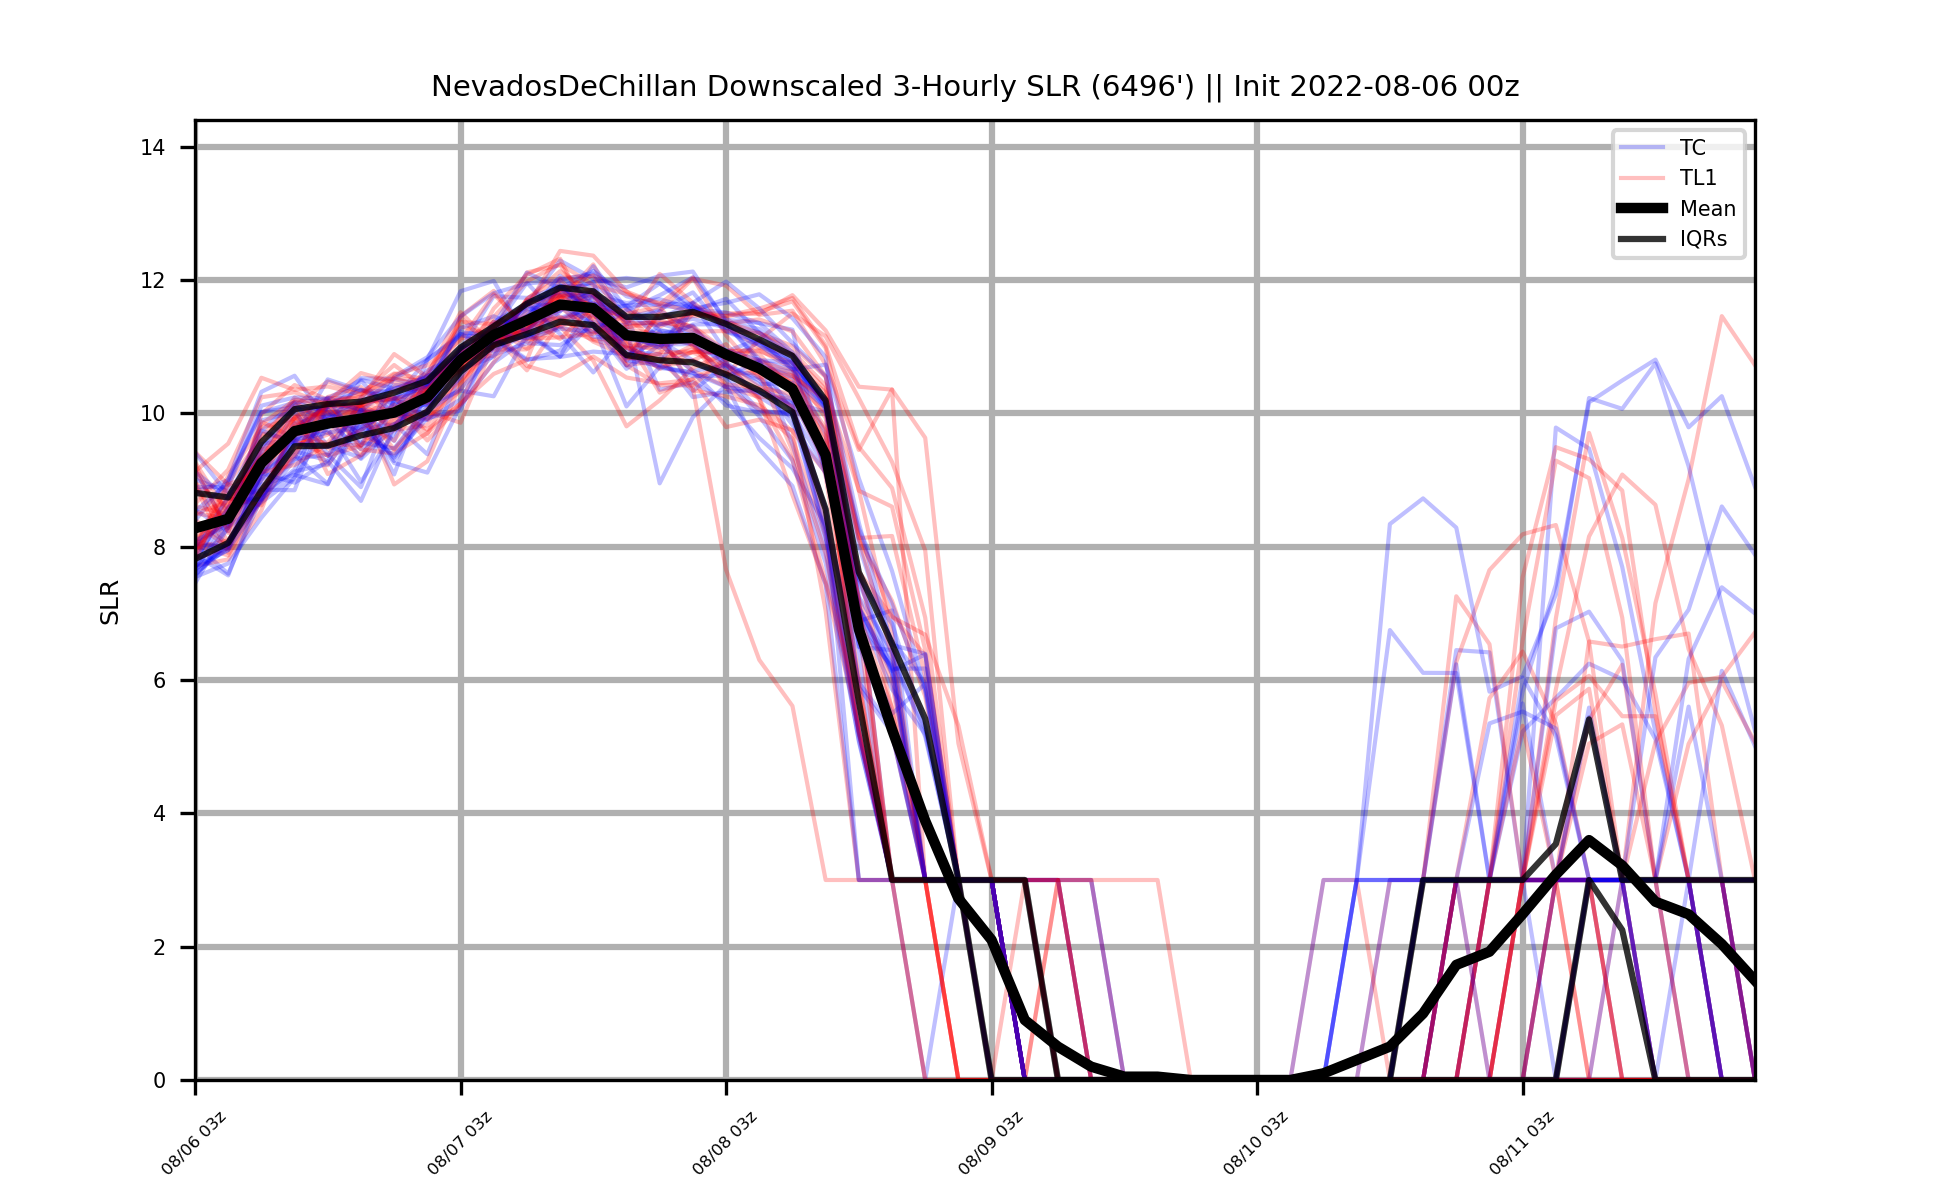 NevadosDeChillan Downscaled 3-Hourly SLR (6496') || Init 2022-08-06 00z
TC
TL1
Mean
IQRs
SLR
14
12
10
8
6
4
2
0
08/06 03z
08/07 03z
08/08 03z
08/09 03z
08/10 03z
08/11 03z